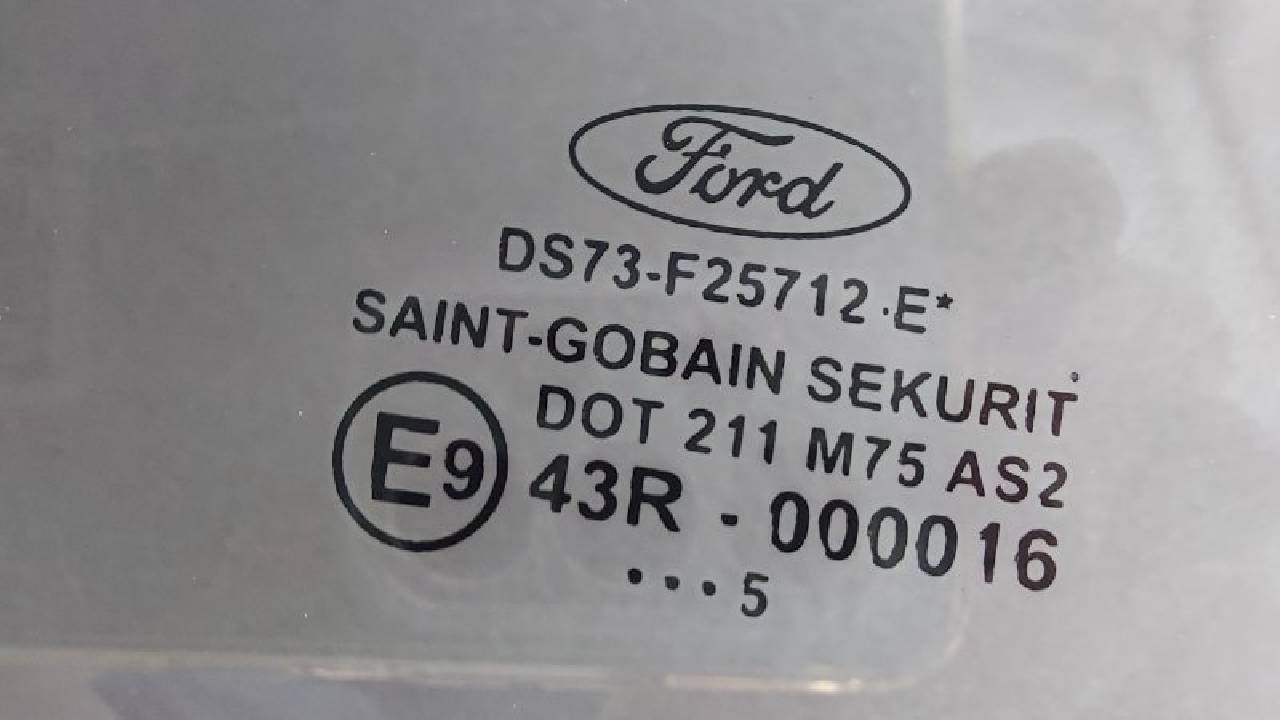 Ford
DS73-F25712.E*
SAINT-GOBAIN SEKURIT
DOT 211 M75 AS2
E9 43R - 000016
...5